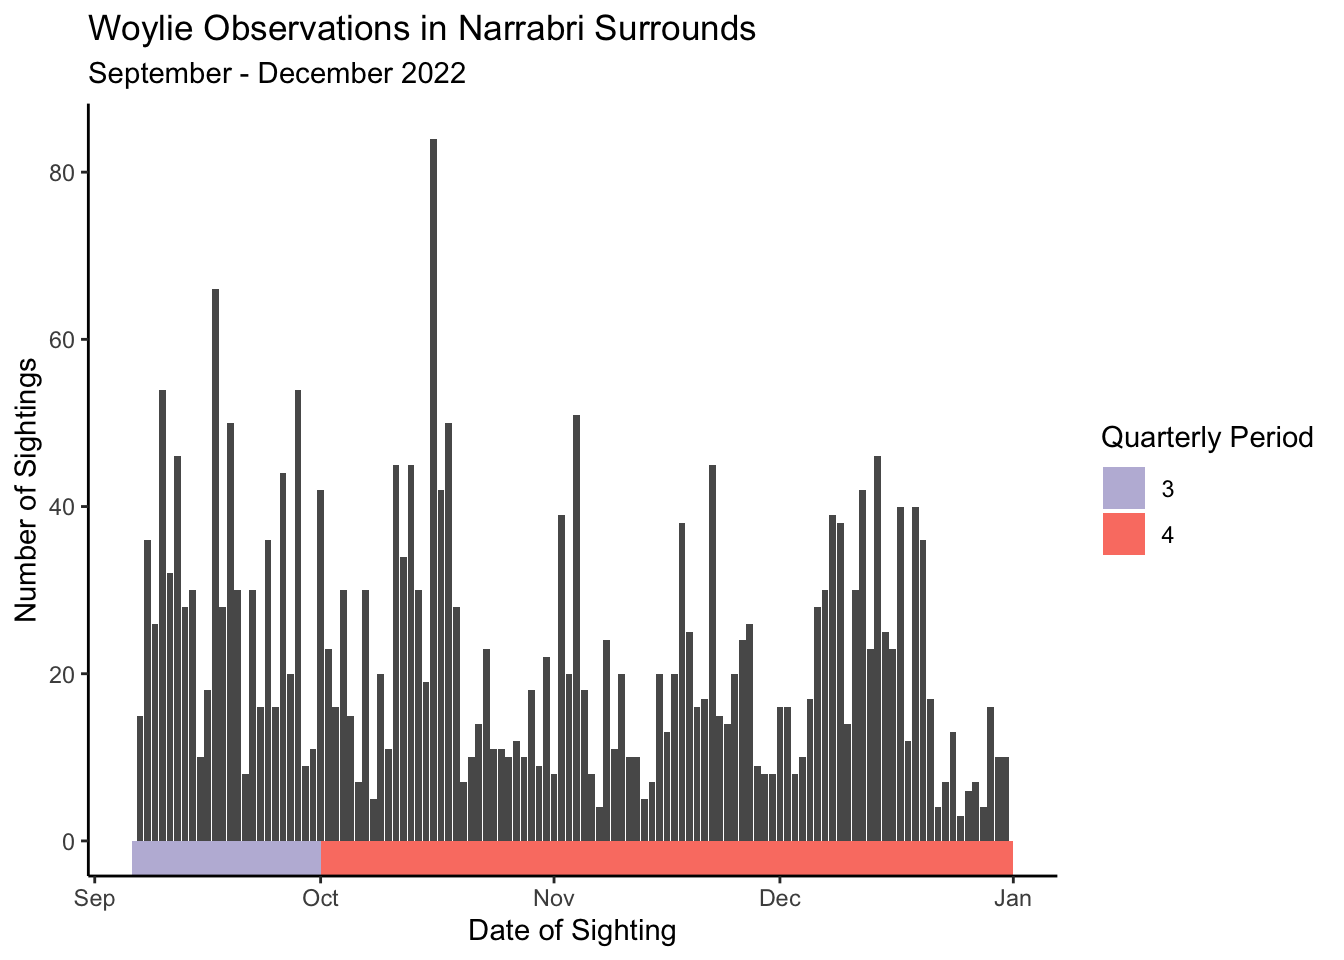 Woylie Observations in Narrabri Surrounds
September - December 2022
Number of Sightings
80
60
40
20
0
Sep Oct Nov Dec Jan
Date of Sighting
Quarterly Period
3
4